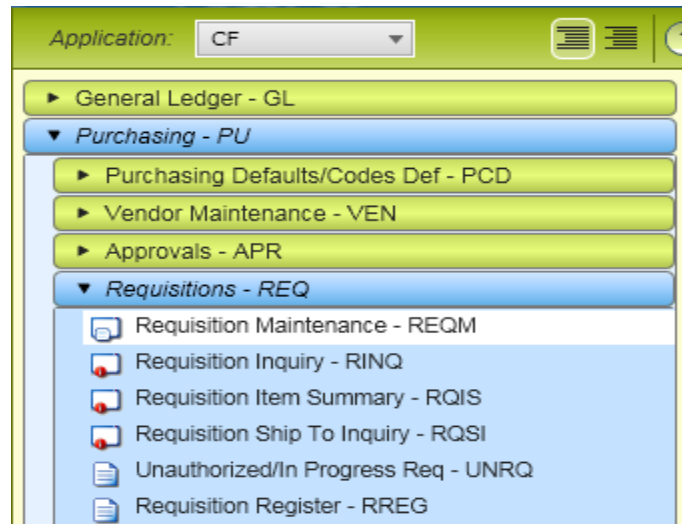 Application: CF
General Ledger - GL
Purchasing - PU
Purchasing Defaults/Codes Def - PCD
Vendor Maintenance - VEN
Approvals - APR
Requisitions - REQ
Requisition Maintenance - REQM
Requisition Inquiry - RINQ
Requisition Item Summary - RQIS
Requisition Ship To Inquiry - RQSI
Unauthorized/In Progress Req - UNRQ
Requisition Register - RREG